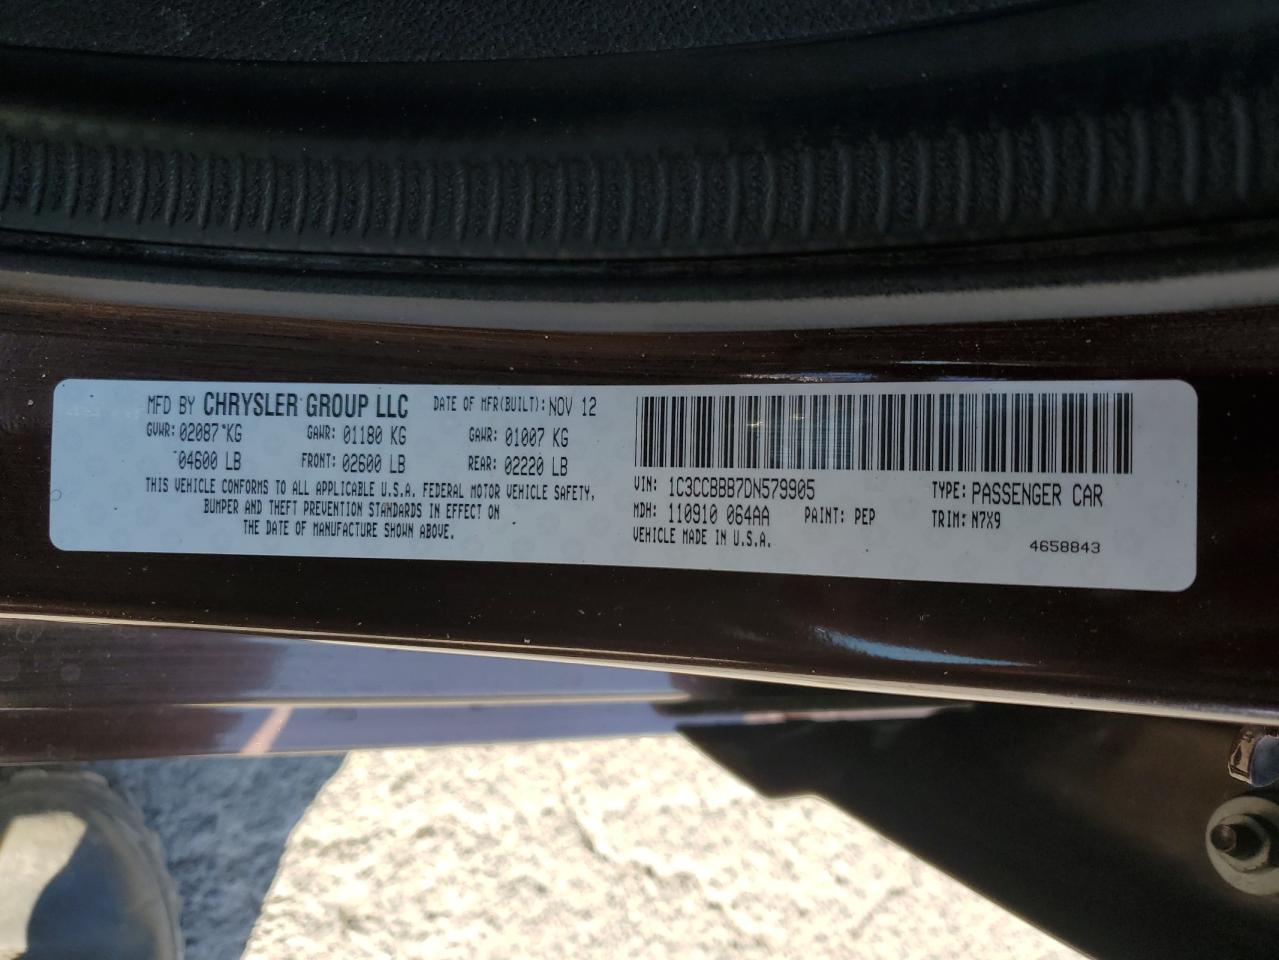 MFD BY CHRYSLER GROUP LLC DATE OF MFR(BUILT): NOV 12
GVWR: 02087 KG GAWR: 01180 KG GAWR: 01007 KG
04600 LB FRONT: 02600 LB REAR: 02220 LB
THIS VEHICLE CONFORMS TO ALL APPLICABLE U.S.A. FEDERAL MOTOR VEHICLE SAFETY,
BUMPER AND THEFT PREVENTION STANDARDS IN EFFECT ON
THE DATE OF MANUFACTURE SHOWN ABOVE.
VIN: 1C3CCBBB7DN579905 TYPE: PASSENGER CAR
MDH: 110910 064AA PAINT: PEP TRIM: N7X9
VEHICLE MADE IN U.S.A.
4658843